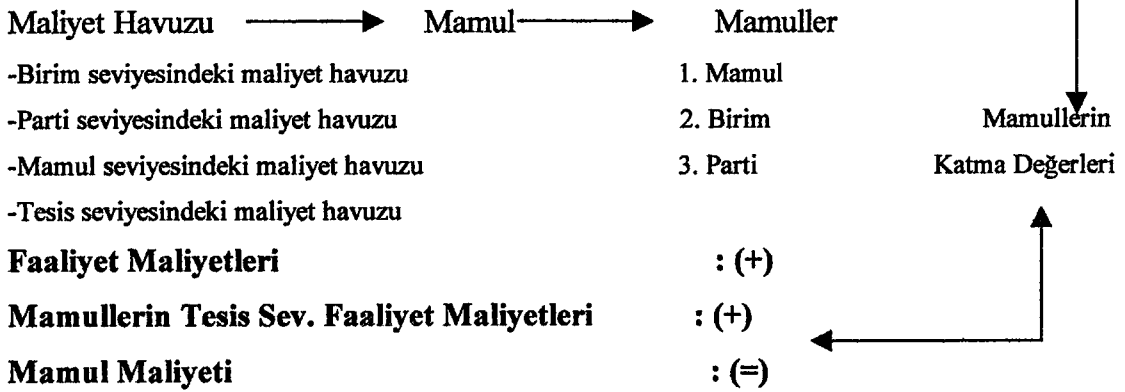 Maliyet Havuzu Mamul Mamuller
-Birim seviyesindeki maliyet havuzu 1. Mamul
-Parti seviyesindeki maliyet havuzu 2. Birim Mamullerin
-Mamul seviyesindeki maliyet havuzu 3. Parti Katma Değerleri
-Tesis seviyesindeki maliyet havuzu
Faaliyet Maliyetleri : (+)
Mamullerin Tesis Sev. Faaliyet Maliyetleri : (+)
Mamul Maliyeti : (=)